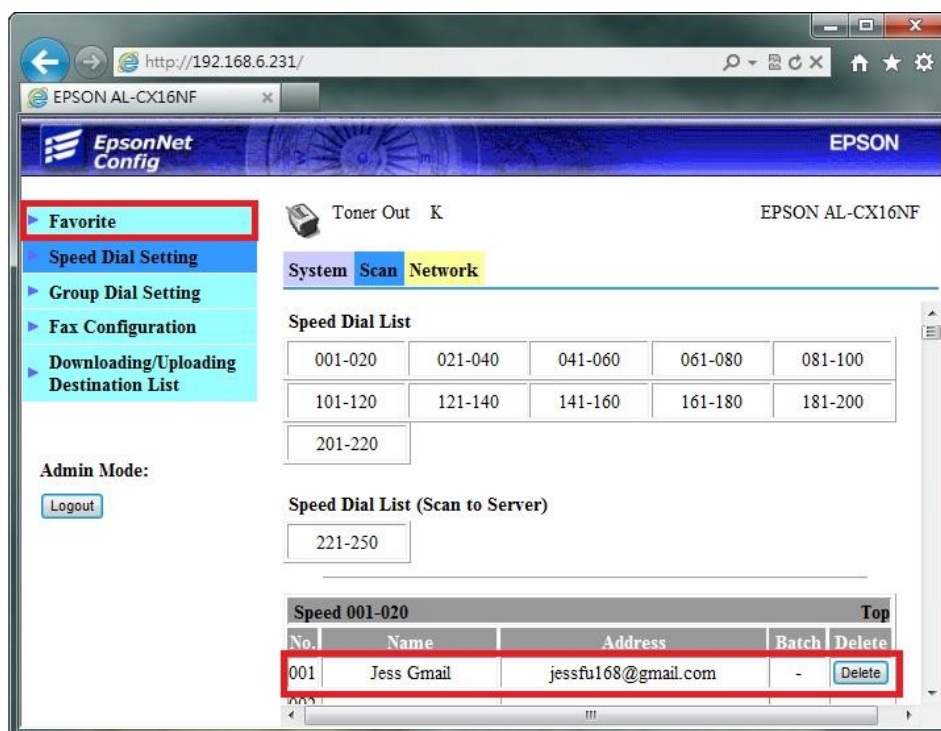 http://192.168.6.231/
EPSON AL-CX16NF
EpsonNet
Config
EPSON
Favorite
Speed Dial Setting
Group Dial Setting
Fax Configuration
Downloading/Uploading
Destination List
Admin Mode:
Logout
Toner Out K
EPSON AL-CX16NF
System Scan Network
Speed Dial List
001-020 021-040 041-060 061-080 081-100
101-120 121-140 141-160 161-180 181-200
201-220
Speed Dial List (Scan to Server)
221-250
Speed 001-020 Top
No. Name Address Batch Delete
001 Jess Gmail jessfu168@gmail.com - Delete